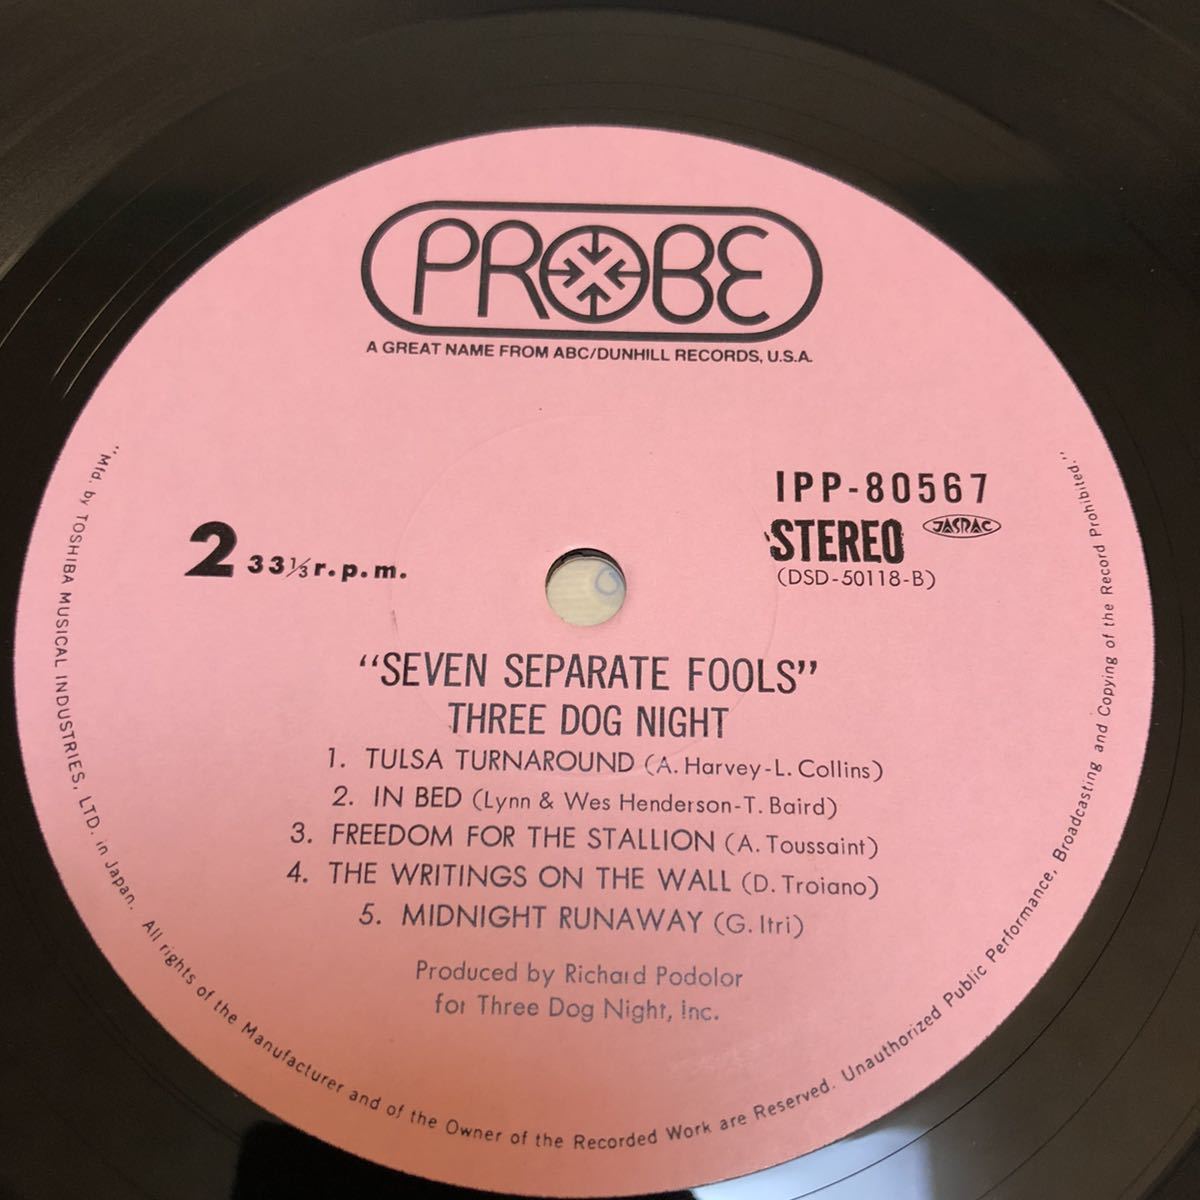 PROBE
A GREAT NAME FROM ABC/DUNHILL RECORDS, U.S.A.
IPP-80567
STEREO JASRAC
(DSD-50118-B)
2 33⅓ r.p.m.
“SEVEN SEPARATE FOOLS”
THREE DOG NIGHT
1. TULSA TURNAROUND (A. Harvey-L. Collins)
2. IN BED (Lynn & Wes Henderson-T. Baird)
3. FREEDOM FOR THE STALLION (A. Toussaint)
4. THE WRITINGS ON THE WALL (D. Troiano)
5. MIDNIGHT RUNAWAY (G. Itri)
Produced by Richard Podolor
for Three Dog Night, Inc.
"Mfd. by TOSHIBA MUSICAL INDUSTRIES, LTD. in Japan. All rights of the Manufacturer and of the Owner of the Recorded Work are Reserved. Unauthorized Public Performance, Broadcasting and Copying of the Record Prohibited."